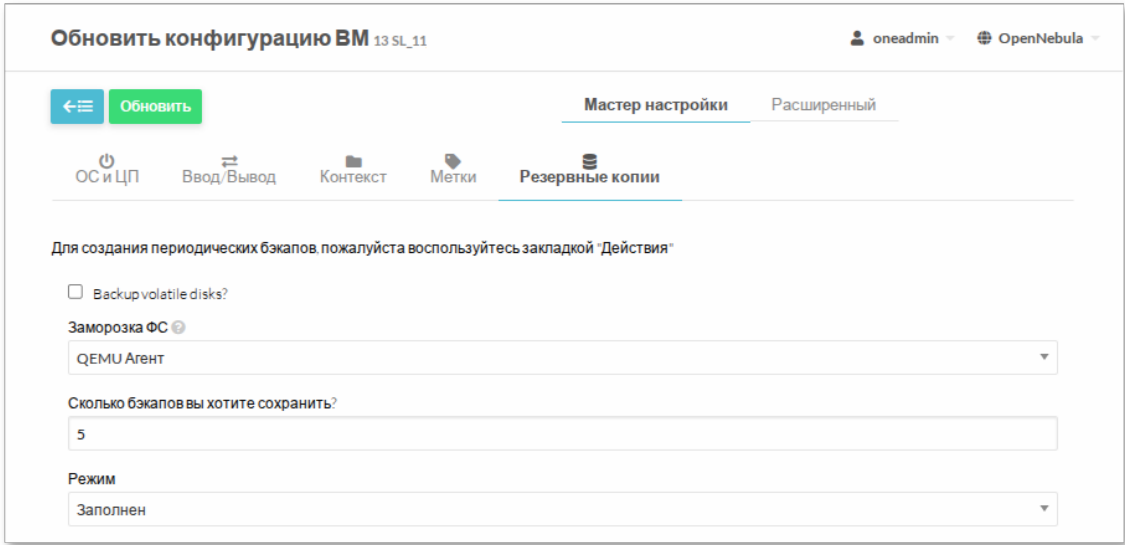 Обновить конфигурацию ВМ 13 SL_11 oneadmin OpenNebula
Обновить Мастер настройки Расширенный
ОС и ЦП Ввод/Вывод Контекст Метки Резервные копии
Для создания периодических бэкапов, пожалуйста воспользуйтесь закладкой "Действия"
Backup volatile disks?
Заморозка ФС
QEMU Агент
Сколько бэкапов вы хотите сохранить?
5
Режим
Заполнен